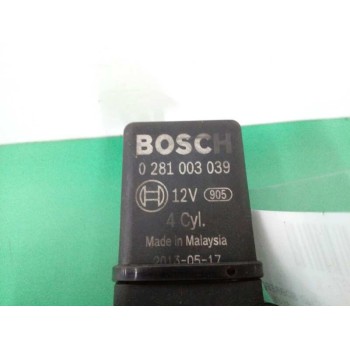 BOSCH
0 281 003 039
12V 905
4 Cyl.
Made in Malaysia
2013-05-17